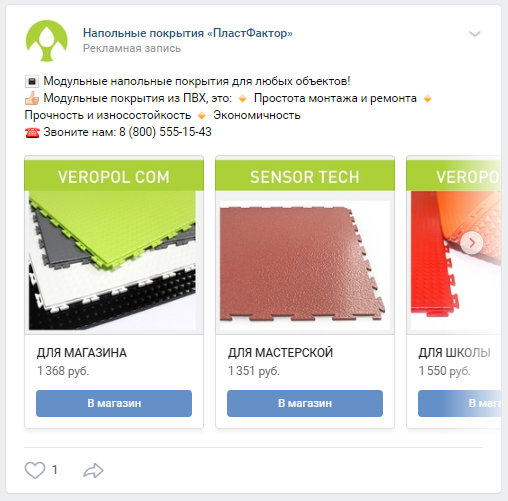 Напольные покрытия «ПластФактор»
Рекламная запись
Модульные напольные покрытия для любых объектов!
Модульные покрытия из ПВХ, это: 🔸 Простота монтажа и ремонта 🔸
Прочность и износостойкость 🔸 Экономичность
☎ Звоните нам: 8 (800) 555-15-43
VEROPOL COM
SENSOR TECH
VEROPO
ДЛЯ МАГАЗИНА
1 368 руб.
В магазин
ДЛЯ МАСТЕРСКОЙ
1 351 руб.
В магазин
ДЛЯ ШКОЛЫ
1 550 руб.
В мага
1